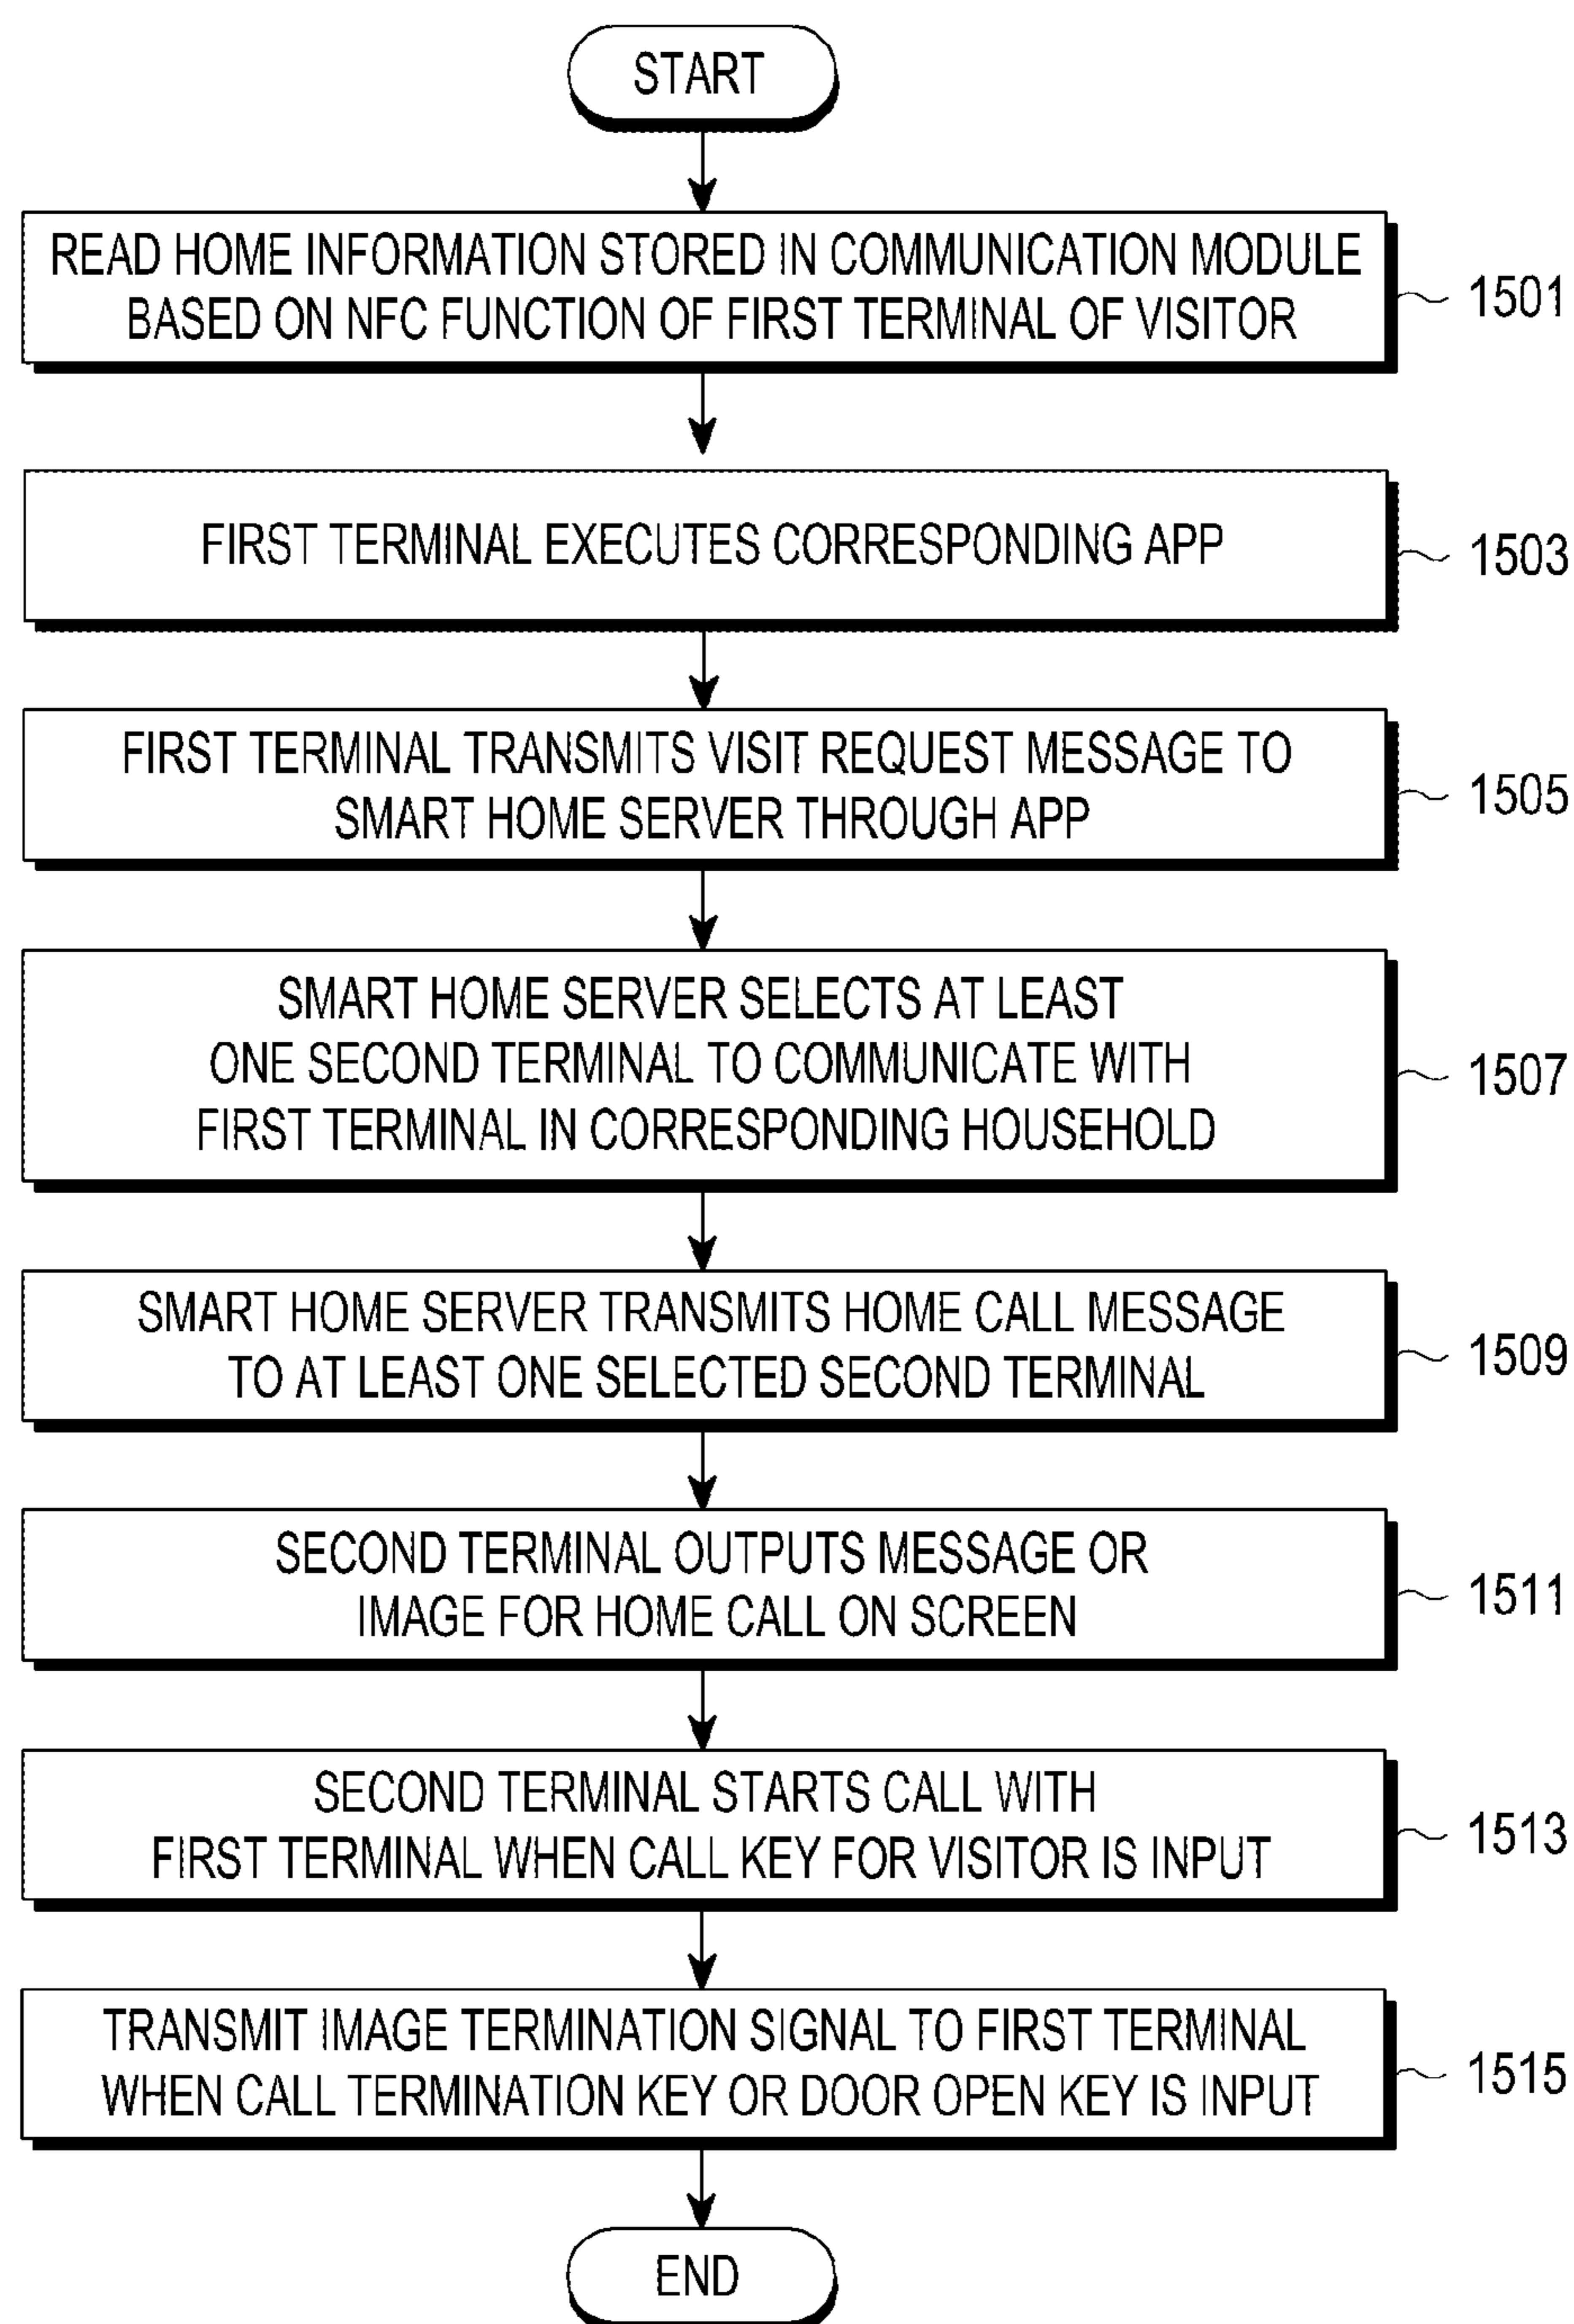 START
READ HOME INFORMATION STORED IN COMMUNICATION MODULE
BASED ON NFC FUNCTION OF FIRST TERMINAL OF VISITOR
1501
FIRST TERMINAL EXECUTES CORRESPONDING APP
1503
FIRST TERMINAL TRANSMITS VISIT REQUEST MESSAGE TO
SMART HOME SERVER THROUGH APP
1505
SMART HOME SERVER SELECTS AT LEAST
ONE SECOND TERMINAL TO COMMUNICATE WITH
FIRST TERMINAL IN CORRESPONDING HOUSEHOLD
1507
SMART HOME SERVER TRANSMITS HOME CALL MESSAGE
TO AT LEAST ONE SELECTED SECOND TERMINAL
1509
SECOND TERMINAL OUTPUTS MESSAGE OR
IMAGE FOR HOME CALL ON SCREEN
1511
SECOND TERMINAL STARTS CALL WITH
FIRST TERMINAL WHEN CALL KEY FOR VISITOR IS INPUT
1513
TRANSMIT IMAGE TERMINATION SIGNAL TO FIRST TERMINAL
WHEN CALL TERMINATION KEY OR DOOR OPEN KEY IS INPUT
1515
END